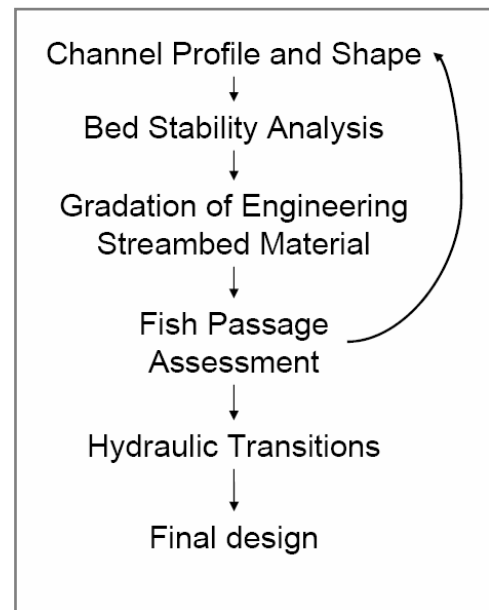 Channel Profile and Shape
Bed Stability Analysis
Gradation of Engineering
Streambed Material
Fish Passage
Assessment
Hydraulic Transitions
Final design